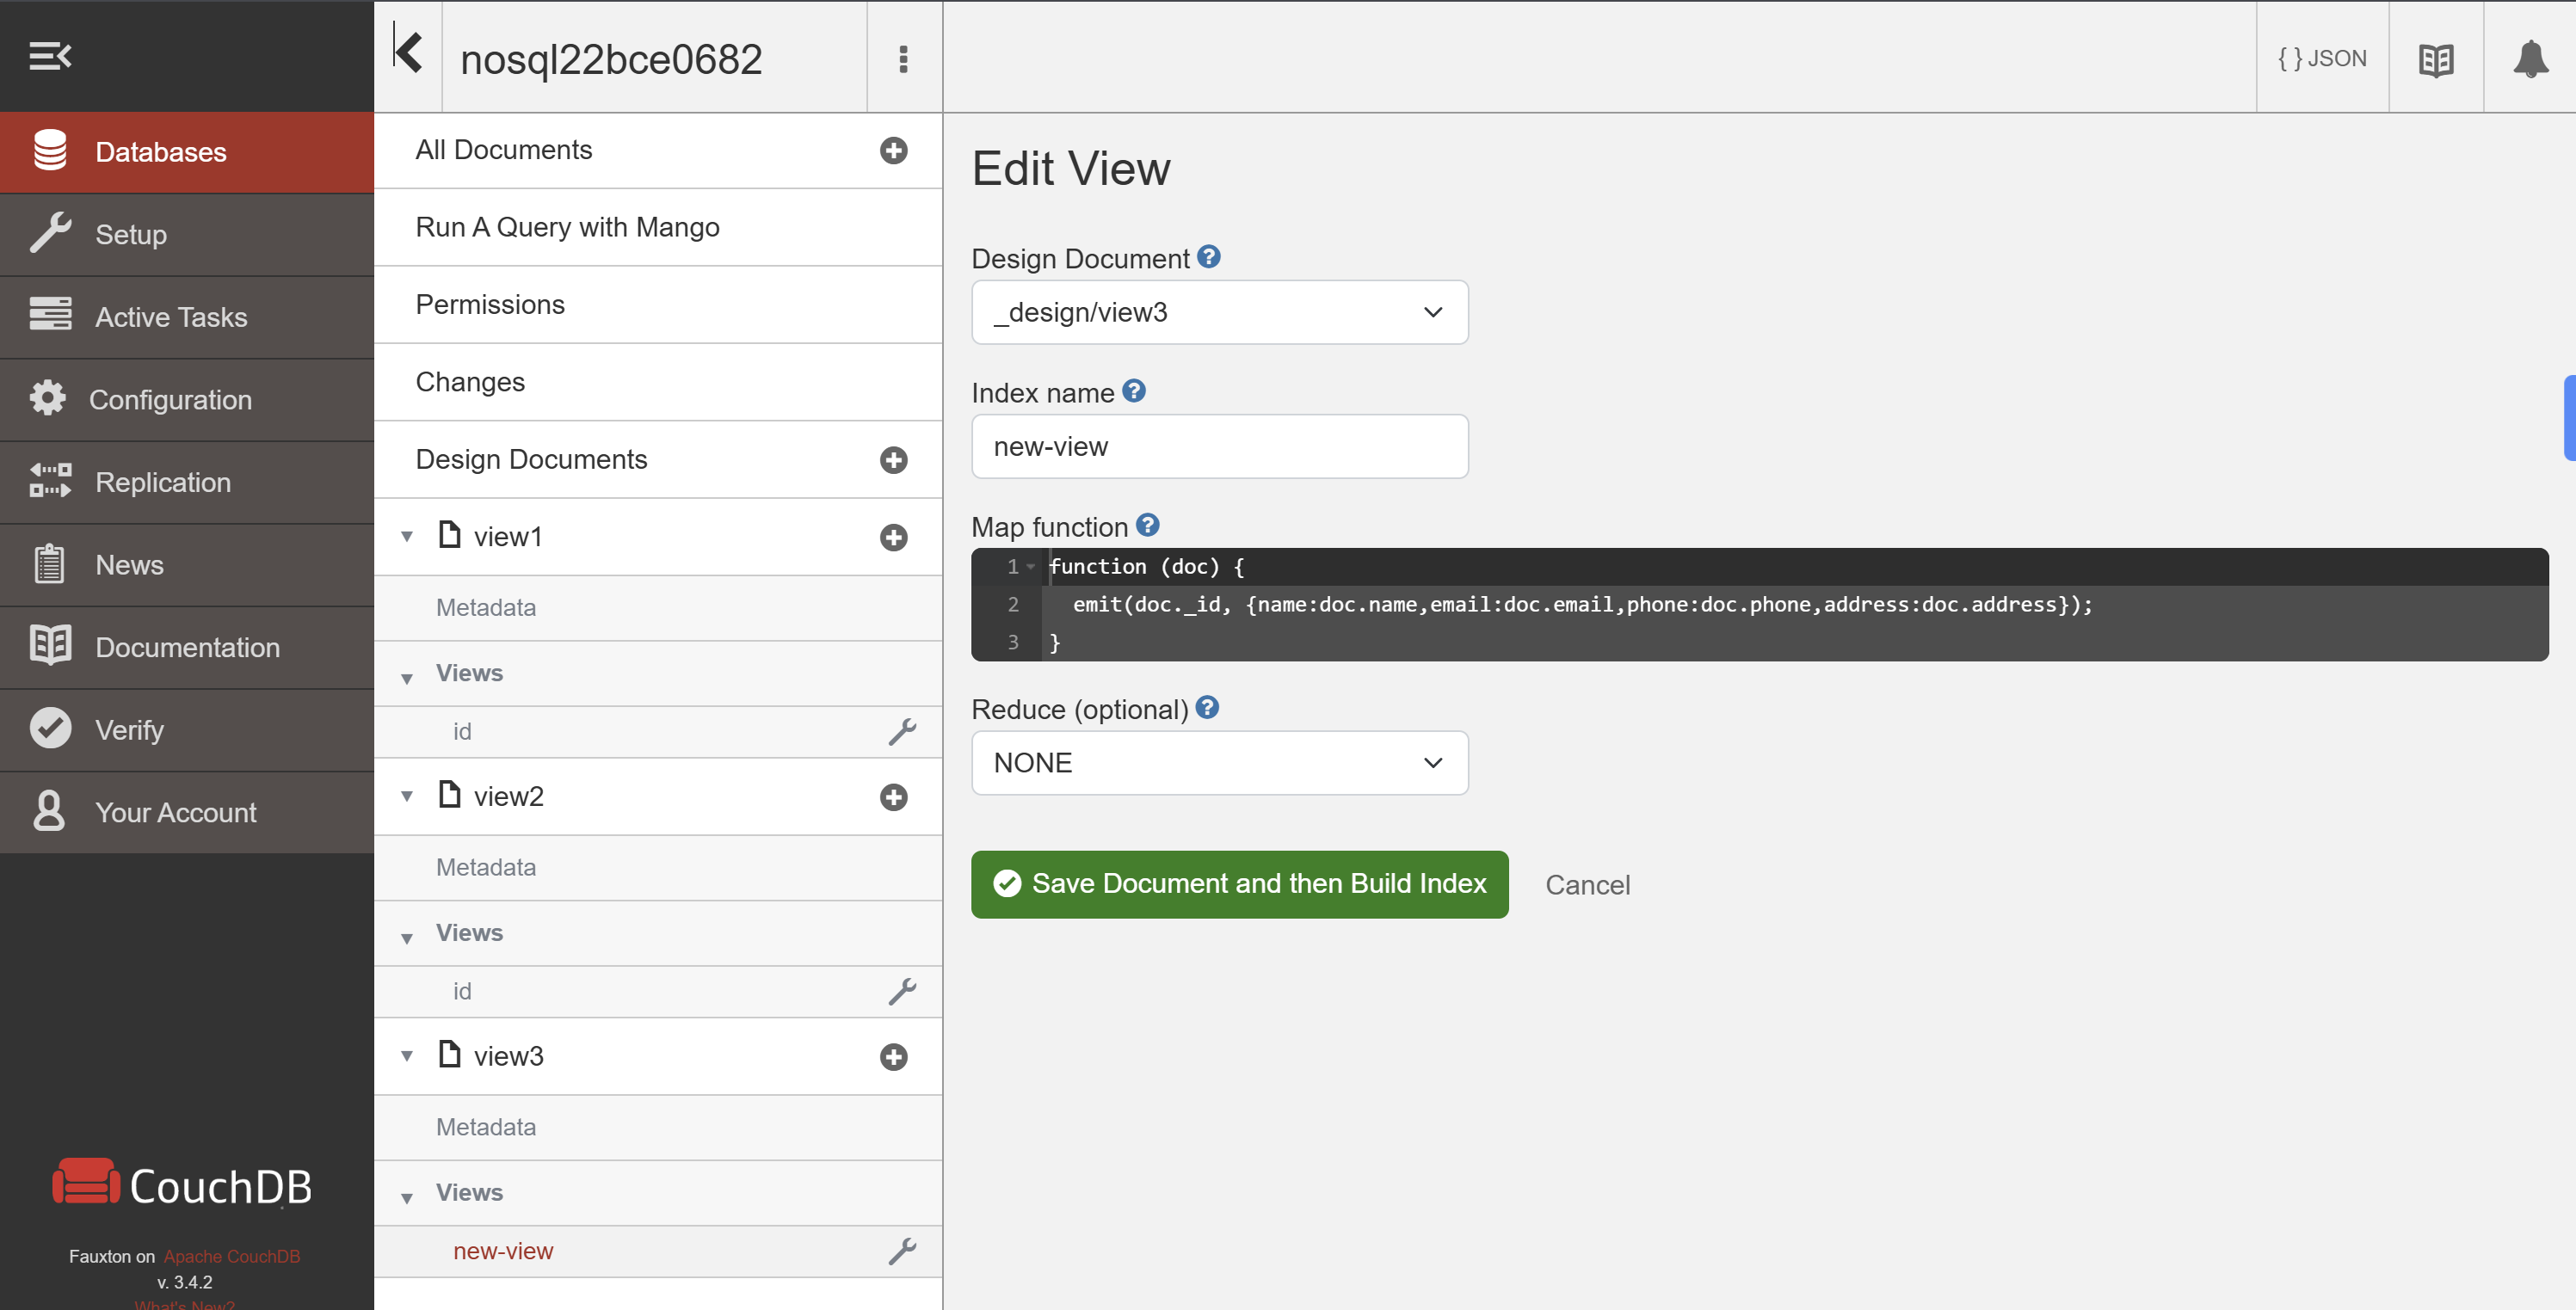 nosql22bce0682
{ } JSON
Databases
Setup
Active Tasks
Configuration
Replication
News
Documentation
Verify
Your Account
CouchDB
Fauxton on Apache CouchDB
v. 3.4.2
What's New?
All Documents
Run A Query with Mango
Permissions
Changes
Design Documents
view1
Metadata
Views
id
view2
Metadata
Views
id
view3
Metadata
Views
new-view
Edit View
Design Document
_design/view3
Index name
new-view
Map function
1 function (doc) {
2 emit(doc._id, {name:doc.name,email:doc.email,phone:doc.phone,address:doc.address});
3 }
Reduce (optional)
NONE
Save Document and then Build Index
Cancel